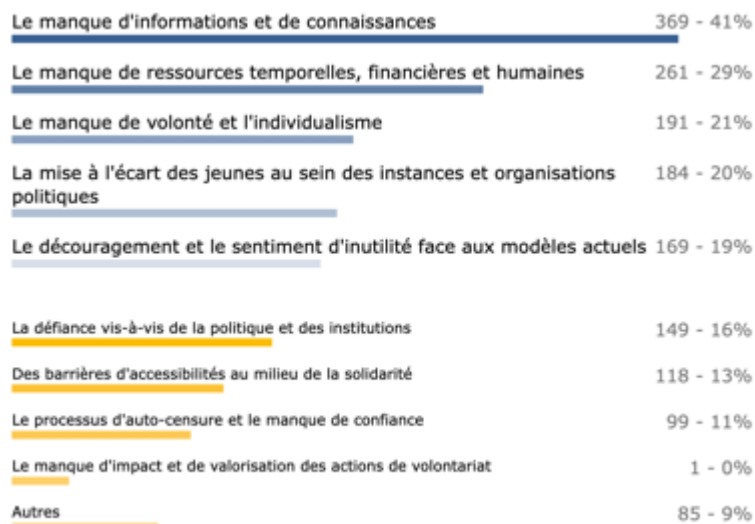 Le manque d'informations et de connaissances 369 - 41%
Le manque de ressources temporelles, financières et humaines 261 - 29%
Le manque de volonté et l'individualisme 191 - 21%
La mise à l'écart des jeunes au sein des instances et organisations 184 - 20%
politiques
Le découragement et le sentiment d'inutilité face aux modèles actuels 169 - 19%
La défiance vis-à-vis de la politique et des institutions 149 - 16%
Des barrières d'accessibilités au milieu de la solidarité 118 - 13%
Le processus d'auto-censure et le manque de confiance 99 - 11%
Le manque d'impact et de valorisation des actions de volontariat 1 - 0%
Autres 85 - 9%